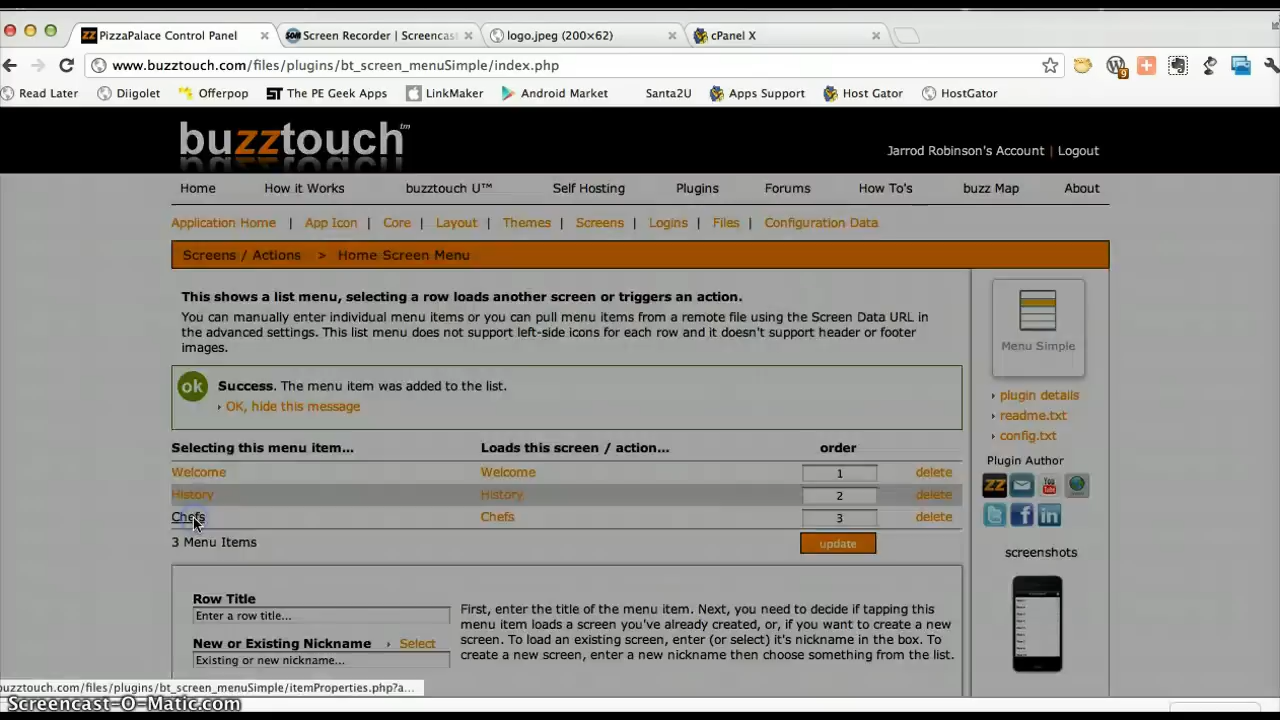 PizzaPalace Control Panel
Screen Recorder | Screencast
logo.jpeg (200×62)
cPanel X
www.buzztouch.com/files/plugins/bt_screen_menuSimple/index.php
9
Read Later
Diigolet
Offerpop
The PE Geek Apps
LinkMaker
Android Market
Santa2U
Apps Support
Host Gator
HostGator
buzztouch™
Jarrod Robinson's Account | Logout
Home
How it Works
buzztouch U™
Self Hosting
Plugins
Forums
How To's
buzz Map
About
Application Home | App Icon | Core | Layout | Themes | Screens | Logins | Files | Configuration Data
Screens / Actions > Home Screen Menu
This shows a list menu, selecting a row loads another screen or triggers an action.
You can manually enter individual menu items or you can pull menu items from a remote file using the Screen Data URL in
the advanced settings. This list menu does not support left-side icons for each row and it doesn't support header or footer
images.
Menu Simple
ok
Success. The menu item was added to the list.
OK, hide this message
plugin details
readme.txt
config.txt
Plugin Author
zz
You Tube
t f in
screenshots
Selecting this menu item... Loads this screen / action... order
Welcome Welcome 1 delete
History History 2 delete
Chefs Chefs 3 delete
3 Menu Items
update
Row Title
Enter a row title...
New or Existing Nickname › Select
Existing or new nickname...
First, enter the title of the menu item. Next, you need to decide if tapping this
menu item loads a screen you've already created, or, if you want to create a new
screen. To load an existing screen, enter (or select) it's nickname in the box. To
create a new screen, enter a new nickname then choose something from the list.
buzztouch.com/files/plugins/bt_screen_menuSimple/itemProperties.php?a...
Screencast-O-Matic.com